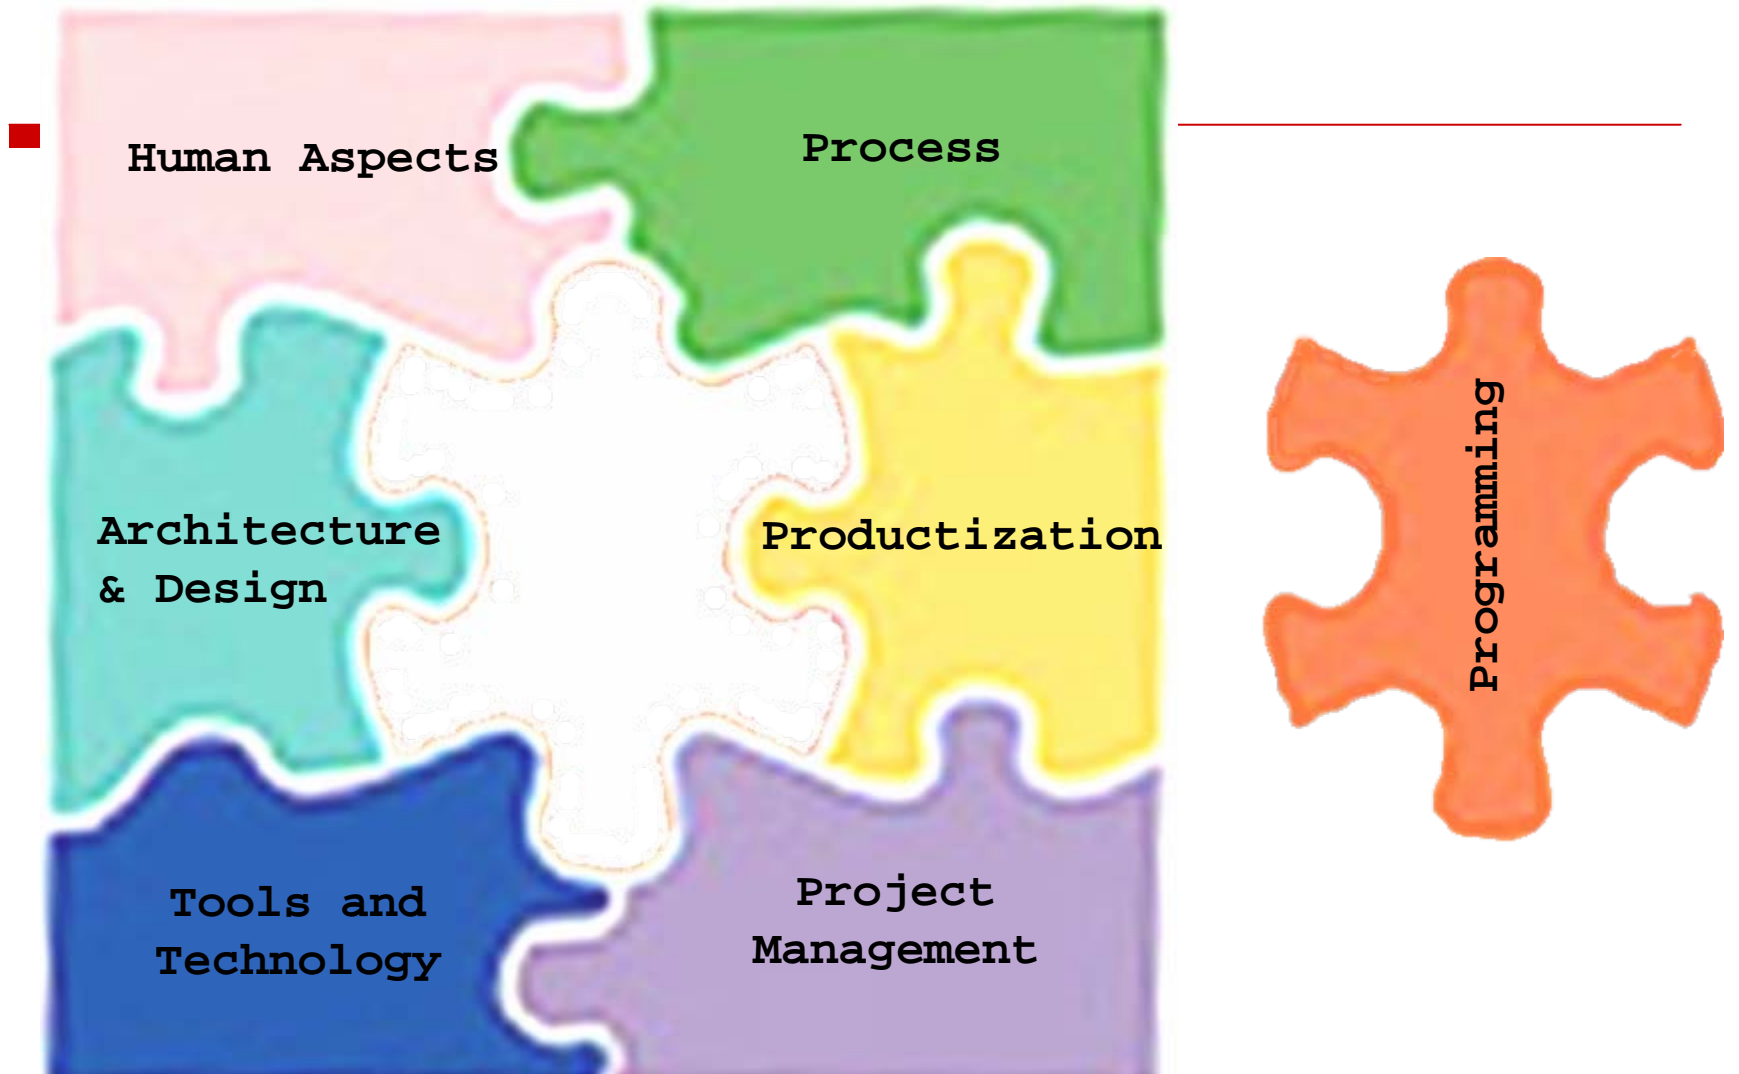 Human Aspects
Process
Architecture
& Design
Productization
Programming
Tools and
Technology
Project
Management